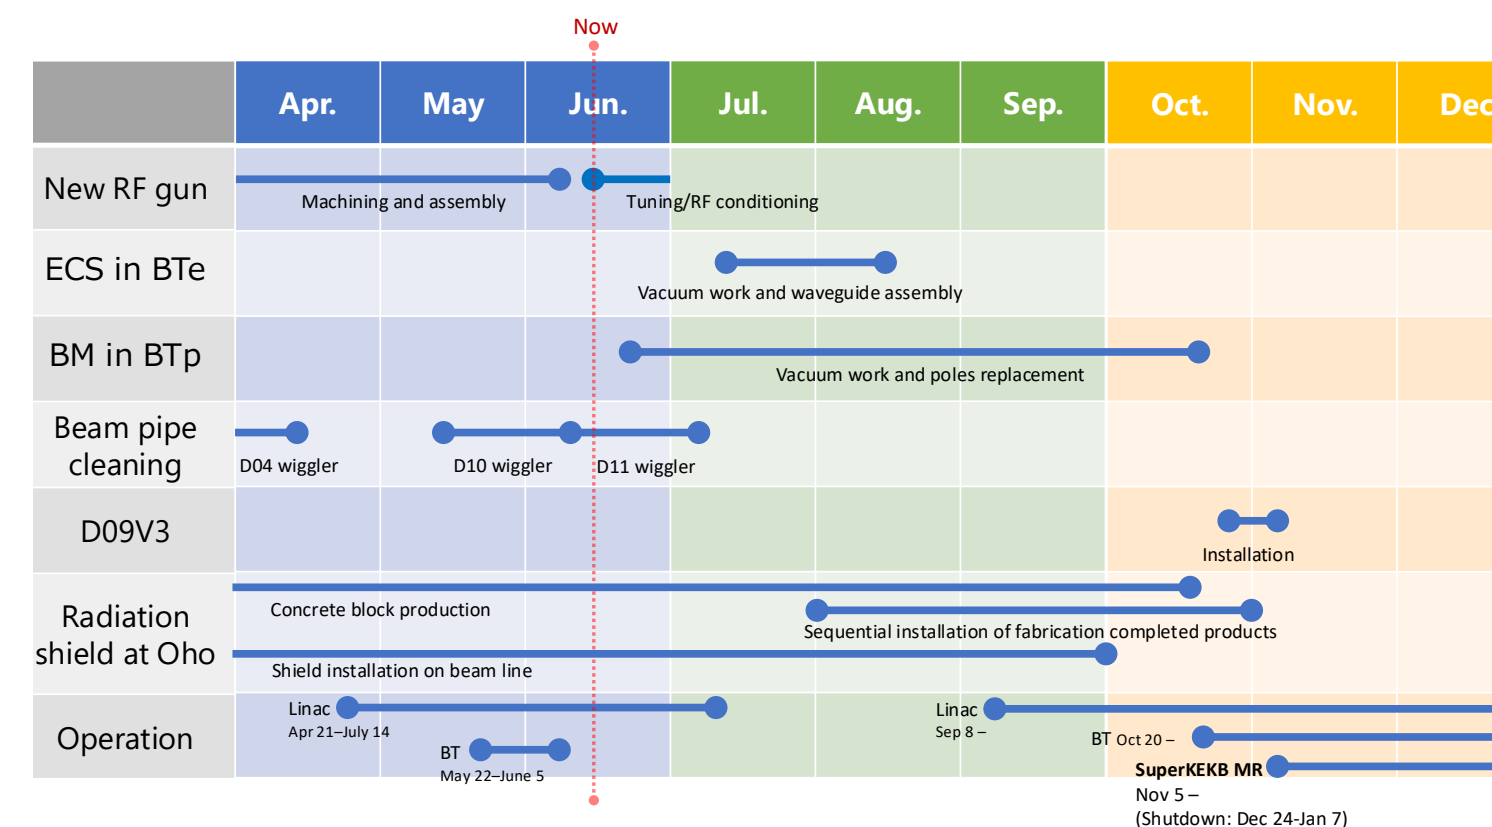 Now
Apr.
May
Jun.
Jul.
Aug.
Sep.
Oct.
Nov.
Dec
New RF gun
Machining and assembly
Tuning/RF conditioning
ECS in BTe
Vacuum work and waveguide assembly
BM in BTp
Vacuum work and poles replacement
Beam pipe
cleaning
D04 wiggler
D10 wiggler
D11 wiggler
D09V3
Installation
Radiation
shield at Oho
Concrete block production
Sequential installation of fabrication completed products
Shield installation on beam line
Operation
Linac
Apr 21–July 14
BT
May 22–June 5
Linac
Sep 8 –
BT Oct 20 –
SuperKEKB MR
Nov 5 –
(Shutdown: Dec 24-Jan 7)